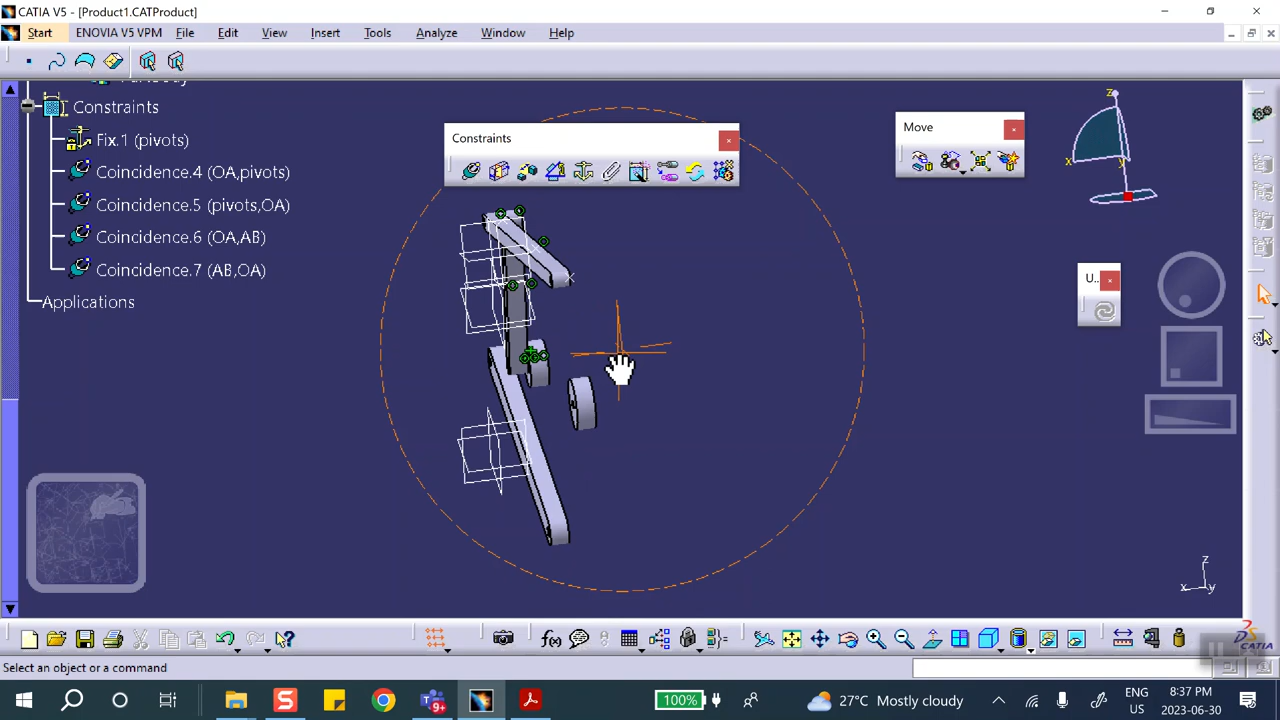 CATIA V5 - [Product1.CATProduct]
Start ENOVIA V5 VPM File Edit View Insert Tools Analyze Window Help
Constraints
Fix.1 (pivots)
Coincidence.4 (OA,pivots)
Coincidence.5 (pivots,OA)
Coincidence.6 (OA,AB)
Coincidence.7 (AB,OA)
Applications
Constraints
Move
U..
z
x
y
z
x
y
f(x)
CATIA
Select an object or a command
9+
100%
27°C Mostly cloudy
ENG
US
8:37 PM
2023-06-30